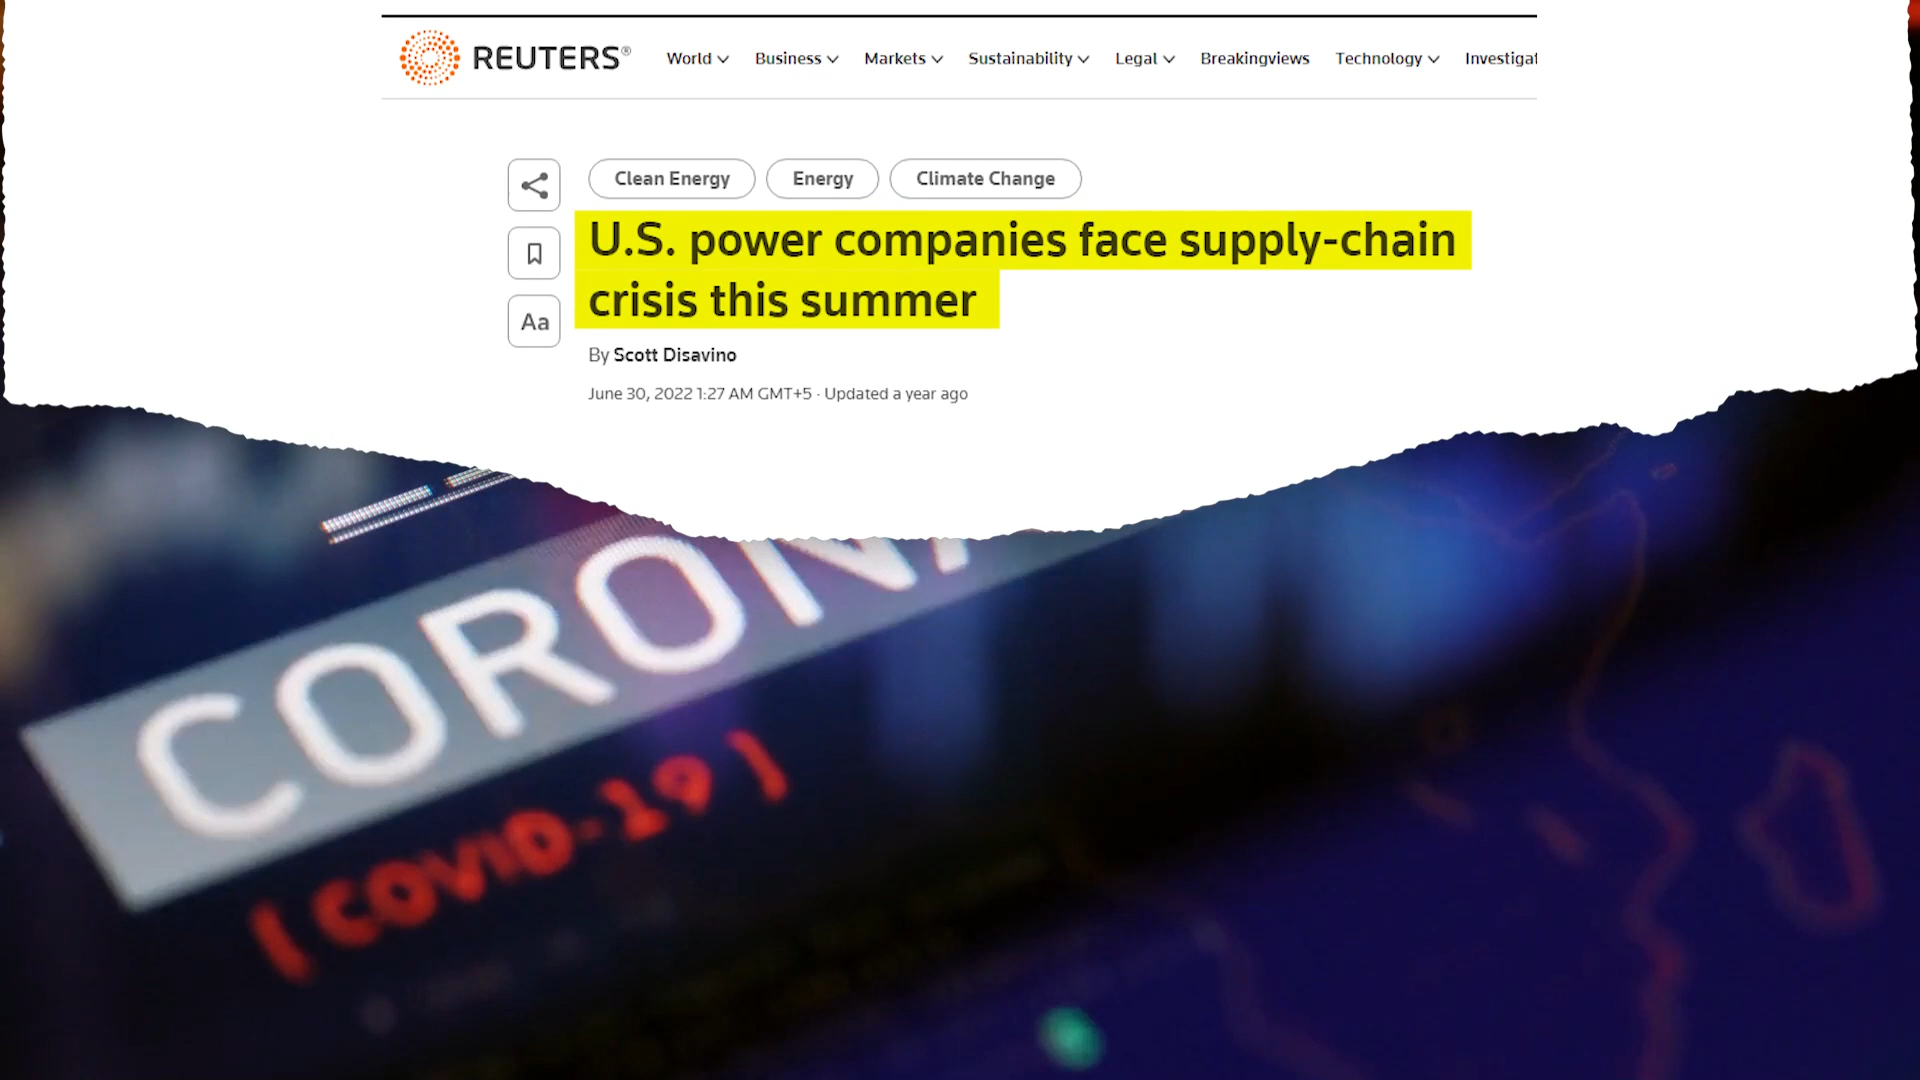 REUTERS®
World Business Markets Sustainability Legal Breakingviews Technology Investigat
Clean Energy Energy Climate Change
U.S. power companies face supply-chain
crisis this summer
Aa
By Scott Disavino
June 30, 2022 1:27 AM GMT+5 · Updated a year ago
CORONA
[COVID-19]